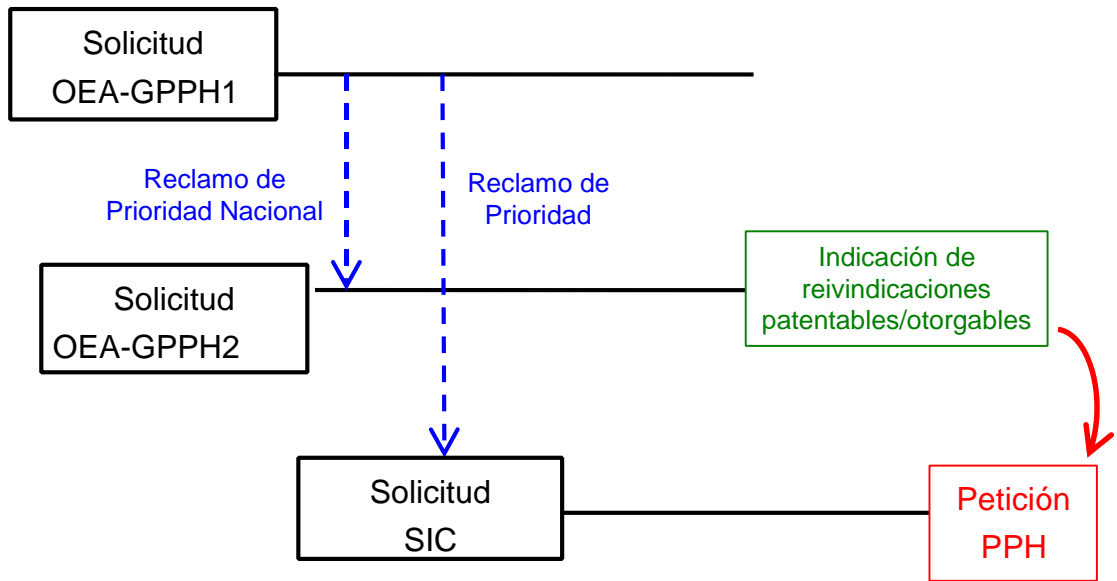 Solicitud
OEA-GPPH1
Reclamo de
Prioridad Nacional
Reclamo de
Prioridad
Solicitud
OEA-GPPH2
Indicación de
reivindicaciones
patentables/otorgables
Solicitud
SIC
Petición
PPH